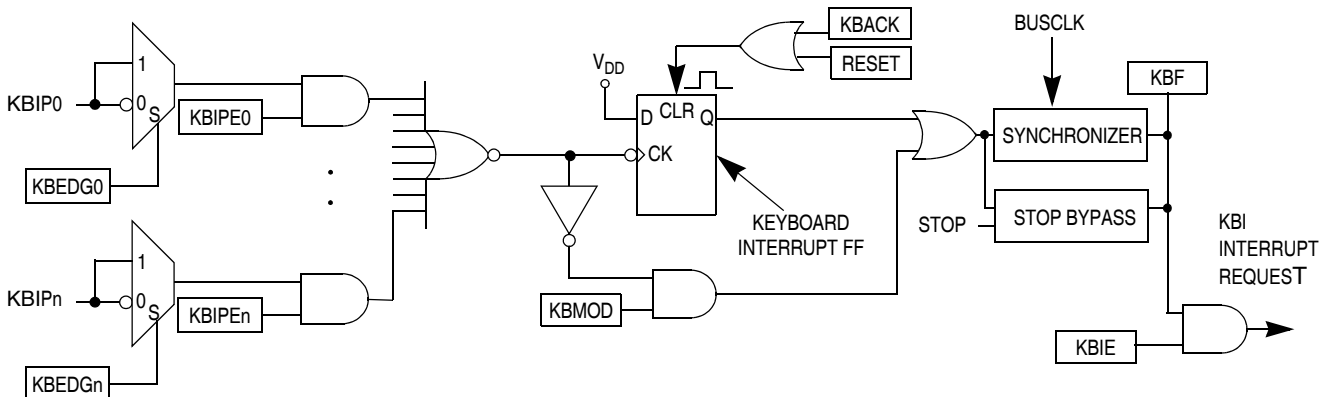 KBIP0
1
0
S
KBIPE0
KBEDG0
KBIPn
1
0
S
KBIPEn
KBEDGn
VDD
D
CLR
Q
CK
KBACK
RESET
KEYBOARD
INTERRUPT FF
KBMOD
BUSCLK
SYNCHRONIZER
STOP
STOP BYPASS
KBF
KBI
INTERRUPT
REQUEST
KBIE